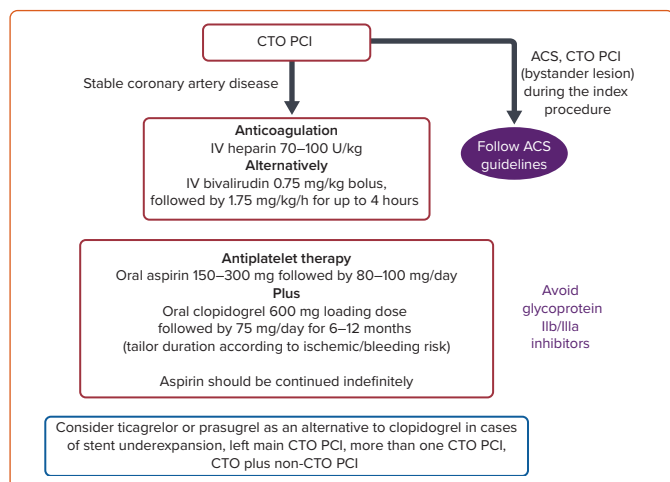 CTO PCI
Stable coronary artery disease
ACS, CTO PCI
(bystander lesion)
during the index
procedure
Anticoagulation
IV heparin 70–100 U/kg
Alternatively
IV bivalirudin 0.75 mg/kg bolus,
followed by 1.75 mg/kg/h for up to 4 hours
Follow ACS
guidelines
Antiplatelet therapy
Oral aspirin 150–300 mg followed by 80–100 mg/day
Plus
Oral clopidogrel 600 mg loading dose
followed by 75 mg/day for 6–12 months
(tailor duration according to ischemic/bleeding risk)
Aspirin should be continued indefinitely
Avoid
glycoprotein
IIb/IIIa
inhibitors
Consider ticagrelor or prasugrel as an alternative to clopidogrel in cases
of stent underexpansion, left main CTO PCI, more than one CTO PCI,
CTO plus non-CTO PCI